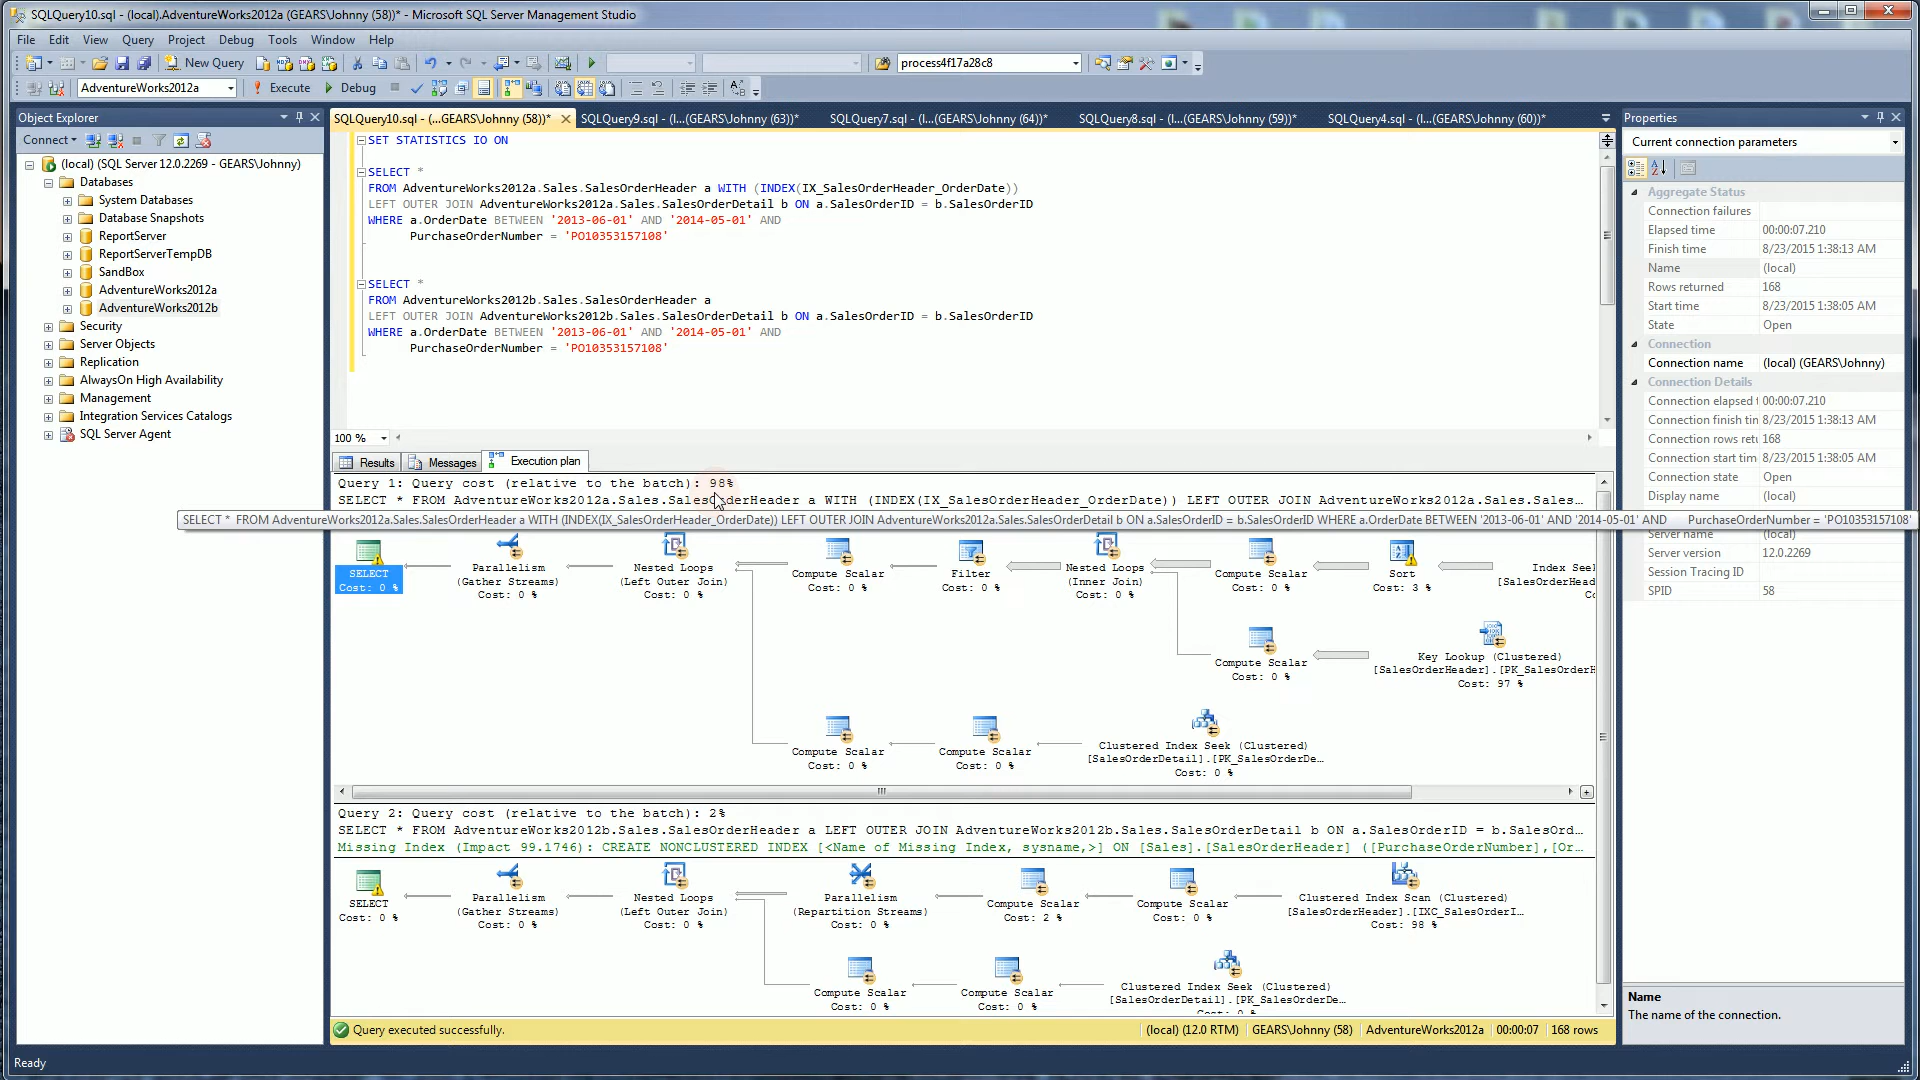 SQLQuery10.sql - (local).AdventureWorks2012a (GEARS\Johnny (58))* - Microsoft SQL Server Management Studio
File Edit View Query Project Debug Tools Window Help
New Query process4f17a28c8
AdventureWorks2012a Execute Debug
Object Explorer
Connect
(local) (SQL Server 12.0.2269 - GEARS\Johnny)
Databases
System Databases
Database Snapshots
ReportServer
ReportServerTempDB
SandBox
AdventureWorks2012a
AdventureWorks2012b
Security
Server Objects
Replication
AlwaysOn High Availability
Management
Integration Services Catalogs
SQL Server Agent
SQLQuery10.sql - (...GEARS\Johnny (58))* SQLQuery9.sql - (l...(GEARS\Johnny (63))* SQLQuery7.sql - (l...(GEARS\Johnny (64))* SQLQuery8.sql - (l...(GEARS\Johnny (59))* SQLQuery4.sql - (l...(GEARS\Johnny (60))*
SET STATISTICS IO ON
SELECT *
FROM AdventureWorks2012a.Sales.SalesOrderHeader a WITH (INDEX(IX_SalesOrderHeader_OrderDate))
LEFT OUTER JOIN AdventureWorks2012a.Sales.SalesOrderDetail b ON a.SalesOrderID = b.SalesOrderID
WHERE a.OrderDate BETWEEN '2013-06-01' AND '2014-05-01' AND
PurchaseOrderNumber = 'PO10353157108'
SELECT *
FROM AdventureWorks2012b.Sales.SalesOrderHeader a
LEFT OUTER JOIN AdventureWorks2012b.Sales.SalesOrderDetail b ON a.SalesOrderID = b.SalesOrderID
WHERE a.OrderDate BETWEEN '2013-06-01' AND '2014-05-01' AND
PurchaseOrderNumber = 'PO10353157108'
100 %
Results Messages Execution plan
Query 1: Query cost (relative to the batch): 98%
SELECT * FROM AdventureWorks2012a.Sales.SalesOrderHeader a WITH (INDEX(IX_SalesOrderHeader_OrderDate)) LEFT OUTER JOIN AdventureWorks2012a.Sales.Sales...
SELECT * FROM AdventureWorks2012a.Sales.SalesOrderHeader a WITH (INDEX(IX_SalesOrderHeader_OrderDate)) LEFT OUTER JOIN AdventureWorks2012a.Sales.SalesOrderDetail b ON a.SalesOrderID = b.SalesOrderID WHERE a.OrderDate BETWEEN '2013-06-01' AND '2014-05-01' AND PurchaseOrderNumber = 'PO10353157108'
SELECT
Cost: 0 %
Parallelism
(Gather Streams)
Cost: 0 %
Nested Loops
(Left Outer Join)
Cost: 0 %
Compute Scalar
Cost: 0 %
Filter
Cost: 0 %
Nested Loops
(Inner Join)
Cost: 0 %
Compute Scalar
Cost: 0 %
Sort
Cost: 3 %
Index See
[SalesOrderHead
Co
Compute Scalar
Cost: 0 %
Key Lookup (Clustered)
[SalesOrderHeader].[PK_SalesOrderH
Cost: 97 %
Compute Scalar
Cost: 0 %
Compute Scalar
Cost: 0 %
Clustered Index Seek (Clustered)
[SalesOrderDetail].[PK_SalesOrderDe...
Cost: 0 %
Query 2: Query cost (relative to the batch): 2%
SELECT * FROM AdventureWorks2012b.Sales.SalesOrderHeader a LEFT OUTER JOIN AdventureWorks2012b.Sales.SalesOrderDetail b ON a.SalesOrderID = b.SalesOrd...
Missing Index (Impact 99.1746): CREATE NONCLUSTERED INDEX [<Name of Missing Index, sysname,>] ON [Sales].[SalesOrderHeader] ([PurchaseOrderNumber],[Or...
SELECT
Cost: 0 %
Parallelism
(Gather Streams)
Cost: 0 %
Nested Loops
(Left Outer Join)
Cost: 0 %
Parallelism
(Repartition Streams)
Cost: 0 %
Compute Scalar
Cost: 2 %
Compute Scalar
Cost: 0 %
Clustered Index Scan (Clustered)
[SalesOrderHeader].[IXC_SalesOrderI...
Cost: 98 %
Compute Scalar
Cost: 0 %
Compute Scalar
Cost: 0 %
Clustered Index Seek (Clustered)
[SalesOrderDetail].[PK_SalesOrderDe...
Query executed successfully.
(local) (12.0 RTM) GEARS\Johnny (58) AdventureWorks2012a 00:00:07 168 rows
Properties
Current connection parameters
Aggregate Status
Connection failures
Elapsed time 00:00:07.210
Finish time 8/23/2015 1:38:13 AM
Name (local)
Rows returned 168
Start time 8/23/2015 1:38:05 AM
State Open
Connection
Connection name (local) (GEARS\Johnny)
Connection Details
Connection elapsed t 00:00:07.210
Connection finish tin 8/23/2015 1:38:13 AM
Connection rows retu 168
Connection start time 8/23/2015 1:38:05 AM
Connection state Open
Display name (local)
Server name (local)
Server version 12.0.2269
Session Tracing ID
SPID 58
Name
The name of the connection.
Ready